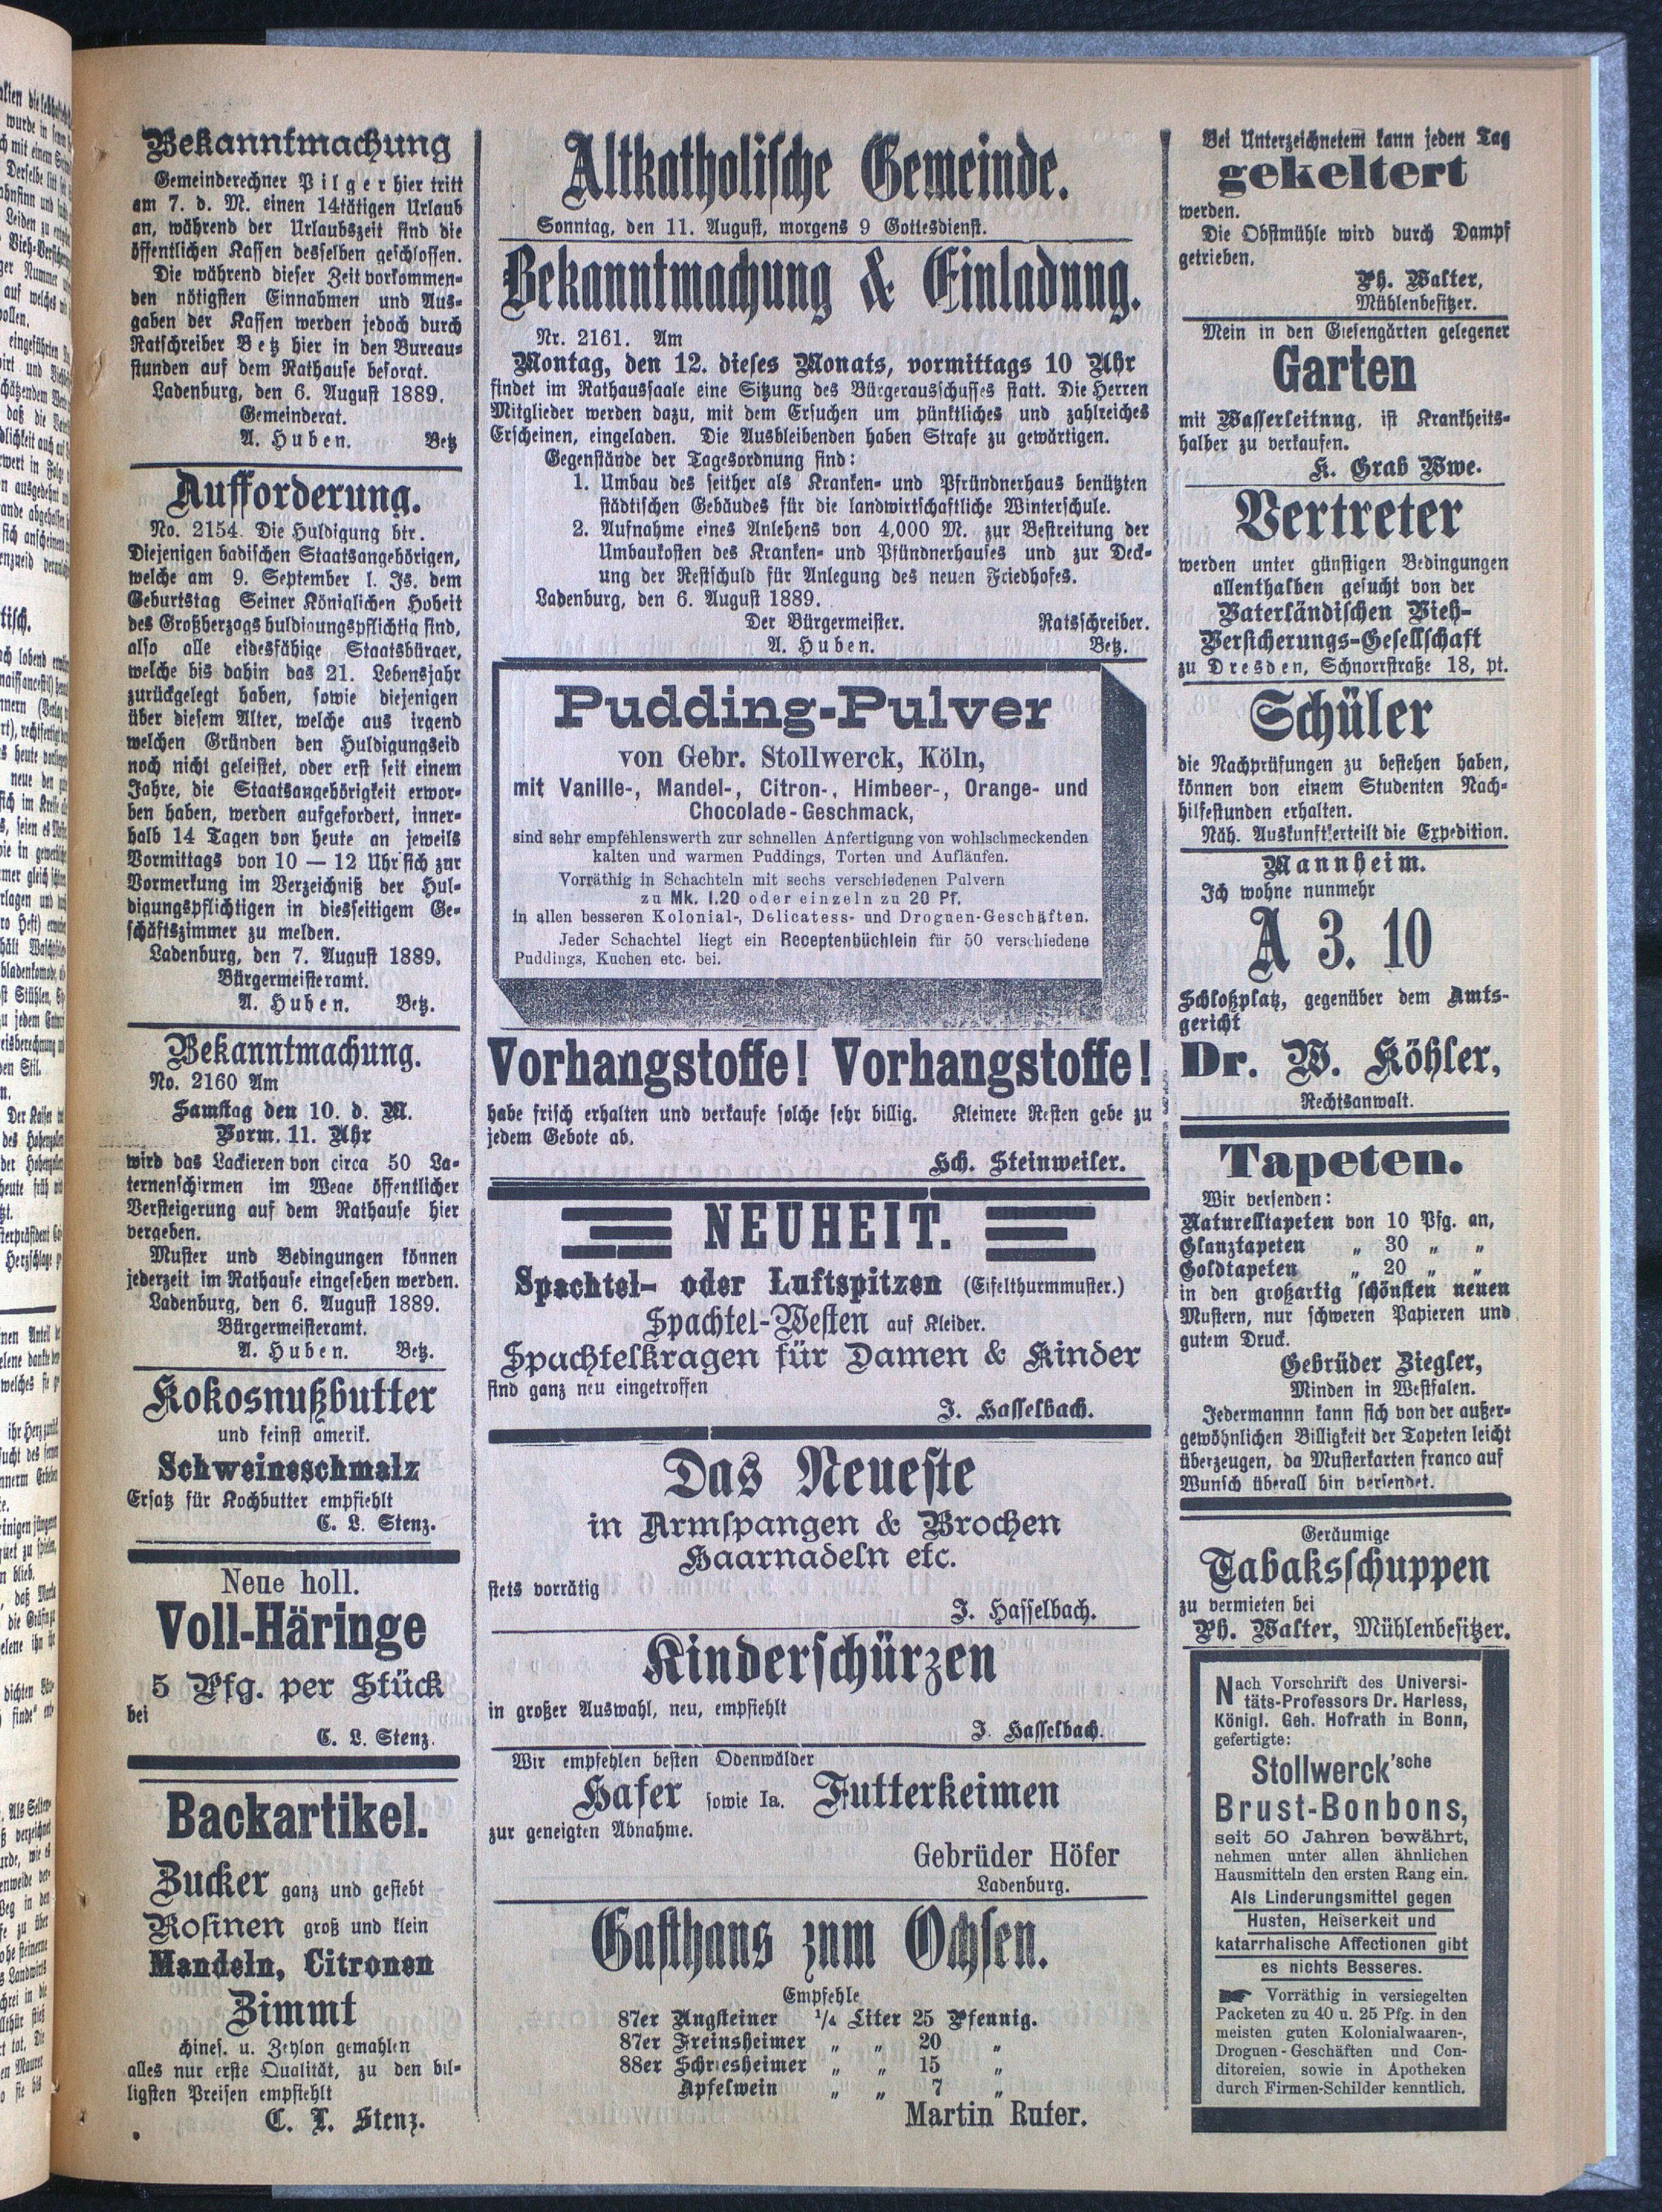 Bekanntmachung
Gemeinderechner Pilger hier tritt
am 7. d. M. einen 14tätigen Urlaub
an, während der Urlaubszeit sind die
öffentlichen Kassen desselben geschlossen.
Die während dieser Zeit vorkommen-
den nötigsten Einnahmen und Aus-
gaben der Kassen werden jedoch durch
Ratschreiber Betz hier in den Bureau-
stunden auf dem Rathause besorat.
Ladenburg, den 6. August 1889.
Gemeinderat.
A. Huben. Betz
Aufforderung.
No. 2154. Die Huldigung btr.
Diejenigen badischen Staatsangehörigen,
welche am 9. September l. Js. dem
Geburtstag Seiner Königlichen Hoheit
des Großherzogs huldigungspflichtig sind,
also alle eidesfähige Staatsbürger,
welche bis dahin das 21. Lebensjahr
zurückgelegt haben, sowie diejenigen
über diesem Alter, welche aus irgend
welchen Gründen den Huldigungseid
noch nicht geleistet, oder erst seit einem
Jahre, die Staatsangehörigkeit erwor-
ben haben, werden aufgefordert, inner-
halb 14 Tagen von heute an jeweils
Vormittags von 10 — 12 Uhr sich zur
Vormerkung im Verzeichniß der Hul-
digungspflichtigen in diesseitigem Ge-
schäftszimmer zu melden.
Ladenburg, den 7. August 1889.
Bürgermeisteramt.
A. Huben. Betz.
Bekanntmachung.
No. 2160 Am
Samstag den 10. d. M.
Vorm. 11. Uhr
wird das Lackieren von circa 50 La-
ternenschirmen im Wege öffentlicher
Versteigerung auf dem Rathause hier
vergeben.
Muster und Bedingungen können
jederzeit im Rathause eingesehen werden.
Ladenburg, den 6. August 1889.
Bürgermeisteramt.
A. Huben. Betz.
Kokosnußbutter
und feinst amerik.
Schweineschmalz
Ersatz für Kochbutter empfiehlt
C. L. Stenz.
Neue holl.
Voll-Häringe
5 Pfg. per Stück
bei
C. L. Stenz.
Backartikel.
Zucker ganz und gesiebt
Rosinen groß und klein
Mandeln, Citronen
Zimmt
chines. u. Zeylon gemahlen
alles nur erste Qualität, zu den bil-
ligsten Preisen empfiehlt
C. L. Stenz.
Altkatholische Gemeinde.
Sonntag, den 11. August, morgens 9 Gottesdienst.
Bekanntmachung & Einladung.
Nr. 2161. Am
Montag, den 12. dieses Monats, vormittags 10 Uhr
findet im Rathaussaale eine Sitzung des Bürgerausschusses statt. Die Herren
Mitglieder werden dazu, mit dem Ersuchen um pünktliches und zahlreiches
Erscheinen, eingeladen. Die Ausbleibenden haben Strafe zu gewärtigen.
Gegenstände der Tagesordnung sind:
1. Umbau des seither als Kranken- und Pfründnerhaus benützten
städtischen Gebäudes für die landwirtschaftliche Winterschule.
2. Aufnahme eines Anlehens von 4,000 M. zur Bestreitung der
Umbaukosten des Kranken- und Pfündnerhauses und zur Deck-
ung der Restschuld für Anlegung des neuen Friedhofes.
Ladenburg, den 6. August 1889.
Der Bürgermeister. Ratsschreiber.
A. Huben. Betz.
Pudding-Pulver
von Gebr. Stollwerck, Köln,
mit Vanille-, Mandel-, Citron-, Himbeer-, Orange- und
Chocolade-Geschmack,
sind sehr empfehlenswerth zur schnellen Anfertigung von wohlschmeckenden
kalten und warmen Puddings, Torten und Aufläufen.
Vorräthig in Schachteln mit sechs verschiedenen Pulvern
zu Mk. 1.20 oder einzeln zu 20 Pf.
in allen besseren Kolonial-, Delicatess- und Droguen-Geschäften.
Jeder Schachtel liegt ein Receptenbüchlein für 50 verschiedene
Puddings, Kuchen etc. bei.
Vorhangstoffe! Vorhangstoffe!
habe frisch erhalten und verkaufe solche sehr billig. Kleinere Resten gebe zu
jedem Gebote ab.
Hch. Steinweiler.
NEUHEIT.
Spachtel- oder Luftspitzen (Eifelthurmmuster.)
Spachtel-Westen auf Kleider.
Spachtelkragen für Damen & Kinder
sind ganz neu eingetroffen
J. Hasselbach.
Das Neueste
in Armspangen & Brochen
Haarnadeln etc.
stets vorrätig
J. Hasselbach.
Kinderschürzen
in großer Auswahl, neu, empfiehlt
J. Hasselbach.
Wir empfehlen besten Odenwälder
Hafer sowie Ia. Futterkeimen
zur geneigten Abnahme.
Gebrüder Höfer
Ladenburg.
Gasthaus zum Ochsen.
Empfehle
87er Angsteiner 1/4 Liter 25 Pfennig.
87er Freinsheimer „ „ 20 „
88er Schriesheimer „ „ 15 „
Apfelwein „ „ 7 „
Martin Rufer.
Bei Unterzeichnetem kann jeden Tag
gekeltert
werden.
Die Obstmühle wird durch Dampf
getrieben.
Ph. Walter,
Mühlenbesitzer.
Mein in den Giesengärten gelegener
Garten
mit Wasserleitung, ist Krankheits-
halber zu verkaufen.
K. Grab Wwe.
Vertreter
werden unter günstigen Bedingungen
allenthalben gesucht von der
Vaterländischen Vieh-
Versicherungs-Gesellschaft
zu Dresden, Schnorrstraße 18, pt.
Schüler
die Nachprüfungen zu bestehen haben,
können von einem Studenten Nach-
hilfestunden erhalten.
Näh. Auskunft erteilt die Expedition.
Mannheim.
Ich wohne nunmehr
A 3. 10
Schloßplatz, gegenüber dem Amts-
gericht
Dr. W. Köhler,
Rechtsanwalt.
Tapeten.
Wir versenden:
Naturelltapeten von 10 Pfg. an,
Glanztapeten „ 30 „ „
Goldtapeten „ 20 „ „
in den großartig schönsten neuen
Mustern, nur schweren Papieren und
gutem Druck.
Gebrüder Ziegler,
Minden in Westfalen.
Jedermannn kann sich von der außer-
gewöhnlichen Billigkeit der Tapeten leicht
überzeugen, da Musterkarten franco auf
Wunsch überall hin versendet.
Geräumige
Tabaksschuppen
zu vermieten bei
Ph. Walter, Mühlenbesitzer.
Nach Vorschrift des Universi-
täts-Professors Dr. Harless,
Königl. Geh. Hofrath in Bonn,
gefertigte:
Stollwerck'sche
Brust-Bonbons,
seit 50 Jahren bewährt,
nehmen unter allen ähnlichen
Hausmitteln den ersten Rang ein.
Als Linderungsmittel gegen
Husten, Heiserkeit und
katarrhalische Affectionen gibt
es nichts Besseres.
Vorräthig in versiegelten
Packeten zu 40 u. 25 Pfg. in den
meisten guten Kolonialwaaren-,
Droguen-Geschäften und Con-
ditoreien, sowie in Apotheken
durch Firmen-Schilder kenntlich.